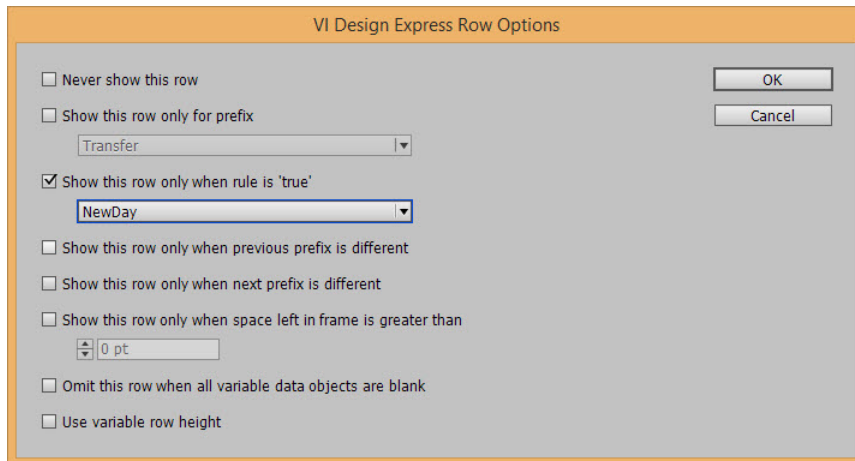 VI Design Express Row Options
Never show this row
OK
Show this row only for prefix
Cancel
Transfer
Show this row only when rule is 'true'
NewDay
Show this row only when previous prefix is different
Show this row only when next prefix is different
Show this row only when space left in frame is greater than
0 pt
Omit this row when all variable data objects are blank
Use variable row height